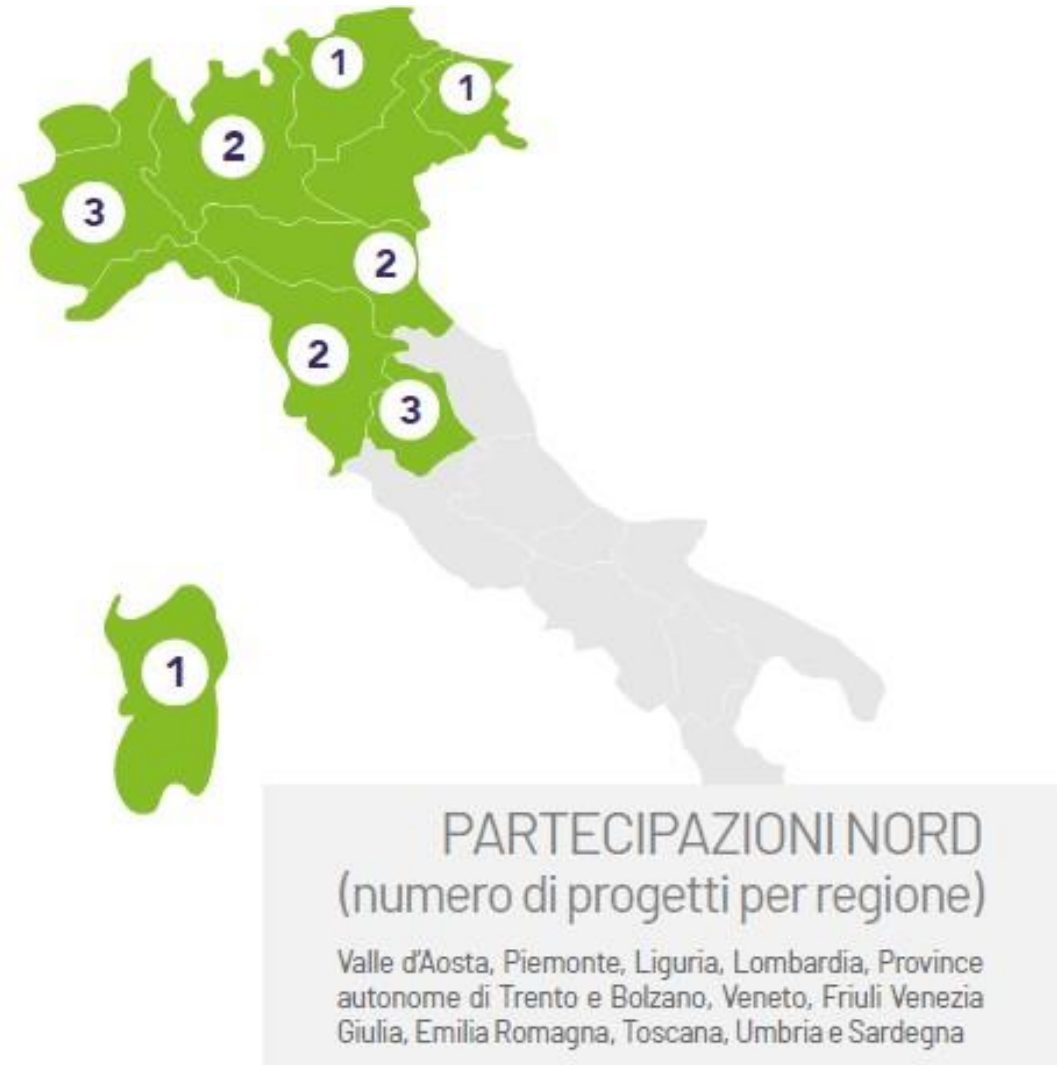 1
1
2
3
2
2
3
1
PARTECIPAZIONI NORD
(numero di progetti per regione)
Valle d'Aosta, Piemonte, Liguria, Lombardia, Province
autonome di Trento e Bolzano, Veneto, Friuli Venezia
Giulia, Emilia Romagna, Toscana, Umbria e Sardegna